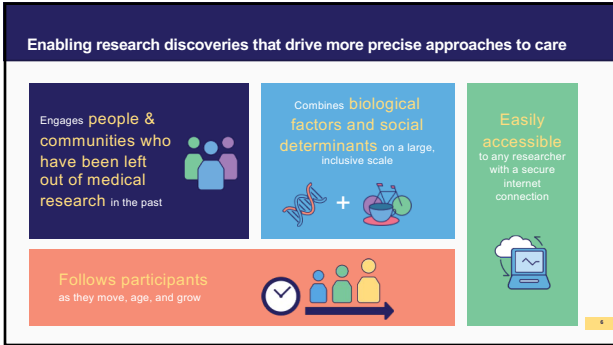 Enabling research discoveries that drive more precise approaches to care
Engages people &
communities who
have been left
out of medical
research in the past
Combines biological
factors and social
determinants on a large,
inclusive scale
+
Easily
accessible
to any researcher
with a secure
internet
connection
Follows participants
as they move, age, and grow
6